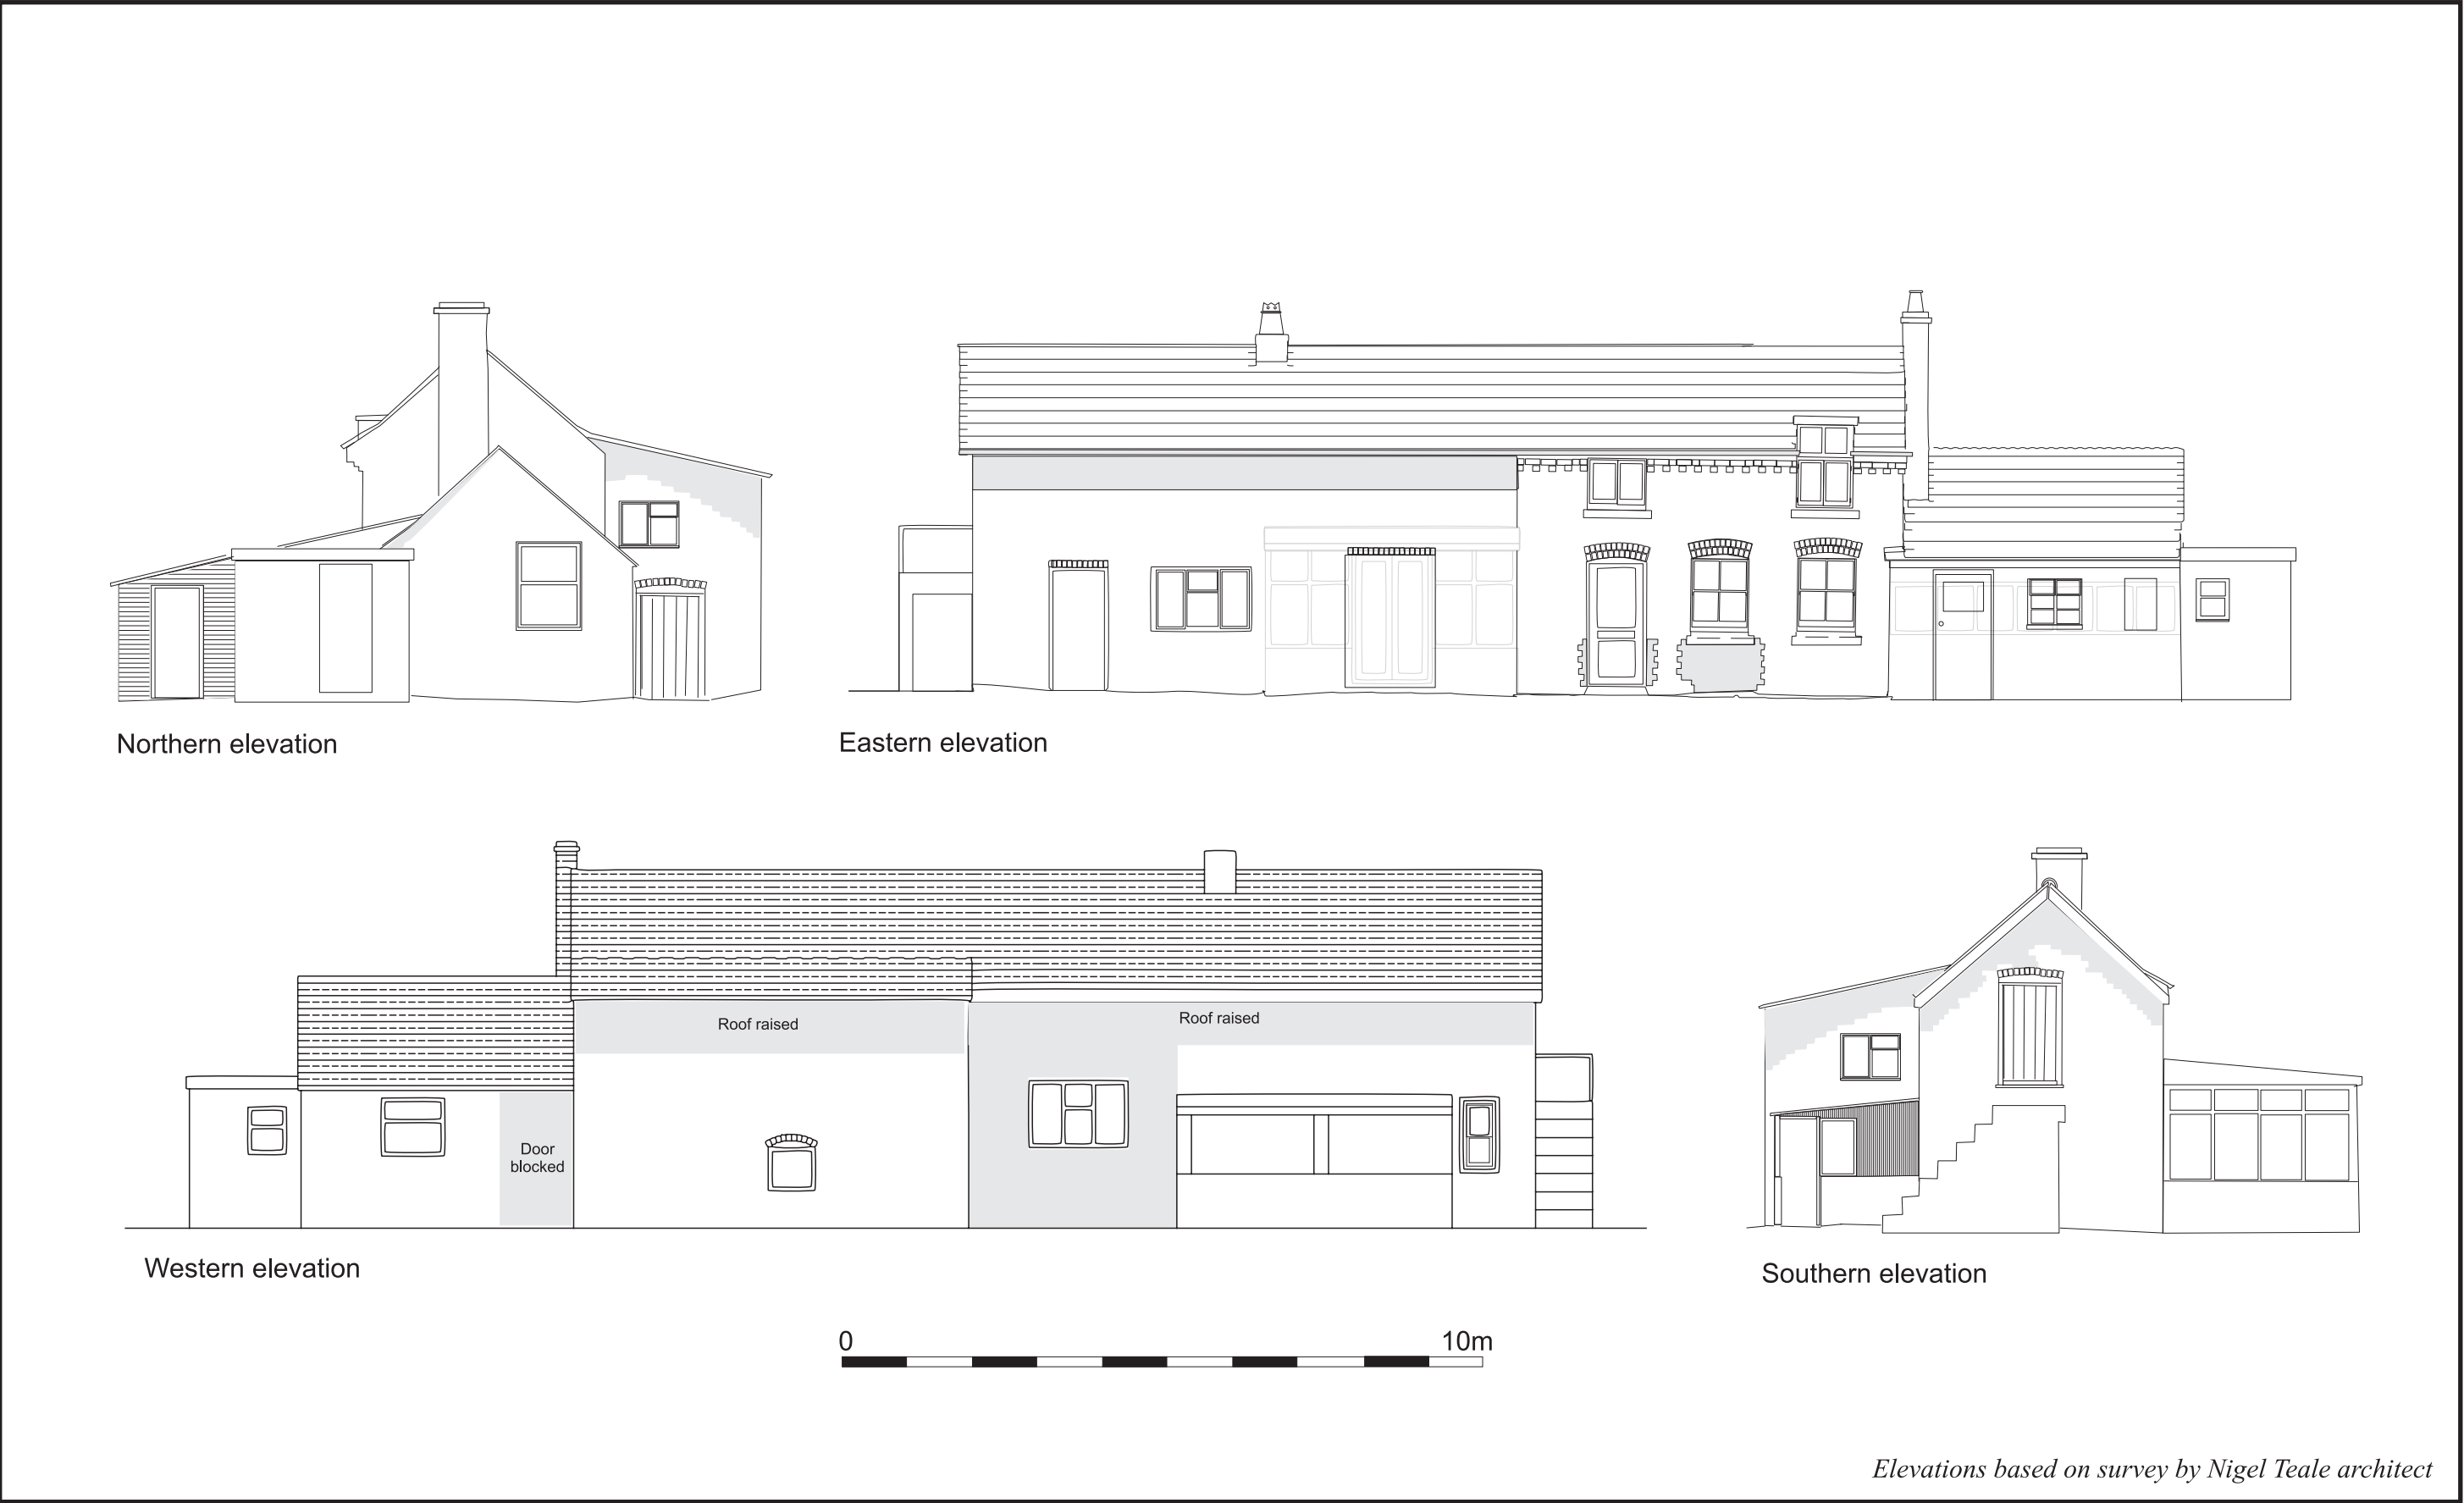 Northern elevation
Eastern elevation
Roof raised
Roof raised
Door
blocked
Western elevation
Southern elevation
0 10m
Elevations based on survey by Nigel Teale architect